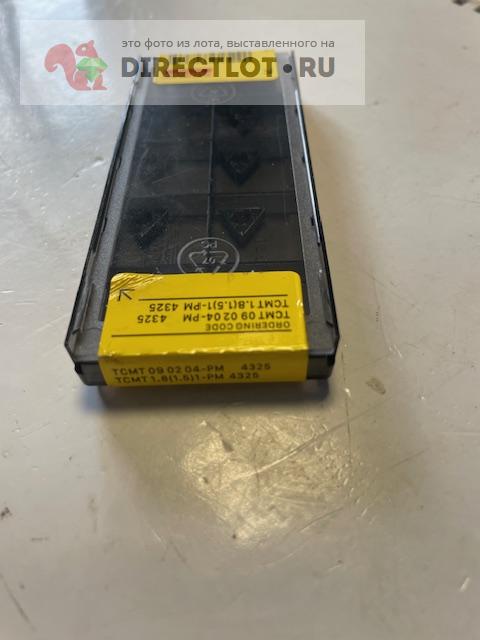 это фото из лота, выставленного на
DIRECTLOT.RU
07
PC
ORDERING CODE
TCMT 09 02 04-PM 4325
TCMT 1.8(1.5)1-PM 4325
TCMT 09 02 04-PM 4325
TCMT 1.8(1.5)1-PM 4325